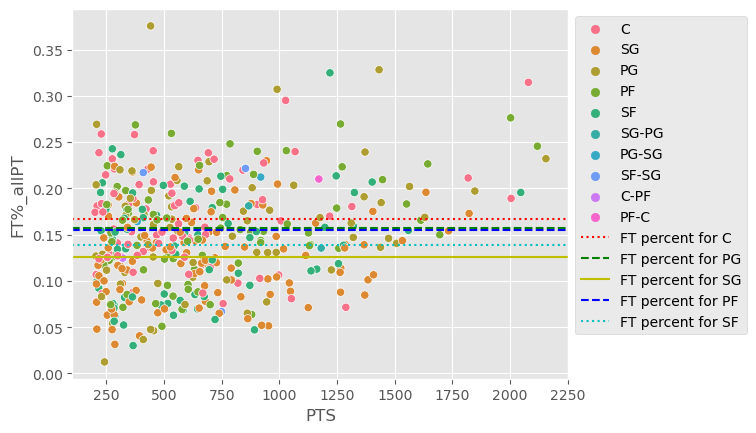 FT%_allPT
0.35
0.30
0.25
0.20
0.15
0.10
0.05
0.00
250
500
750
1000
1250
1500
1750
2000
2250
PTS
C
SG
PG
PF
SF
SG-PG
PG-SG
SF-SG
C-PF
PF-C
FT percent for C
FT percent for PG
FT percent for SG
FT percent for PF
FT percent for SF